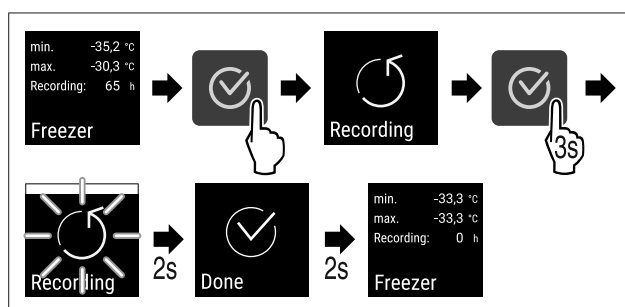 min. -35,2 °C
max. -30,3 °C
Recording: 65 h
Freezer
Recording
3s
Recording
2s
Done
2s
min. -33,3 °C
max. -33,3 °C
Recording: 0 h
Freezer